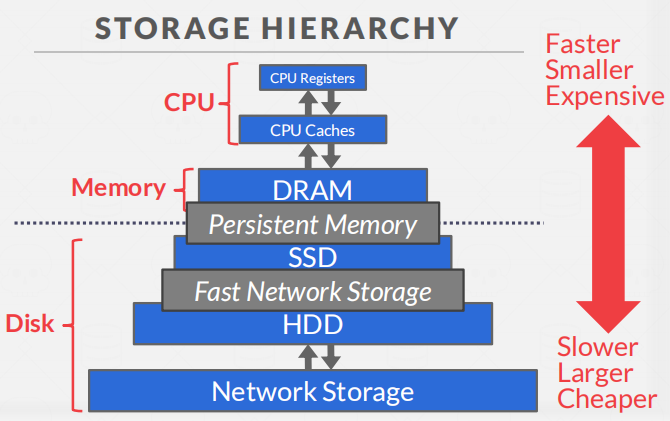 STORAGE HIERARCHY
Faster
Smaller
Expensive
CPU
CPU Registers
CPU Caches
Memory
DRAM
Persistent Memory
SSD
Fast Network Storage
Disk
HDD
Network Storage
Slower
Larger
Cheaper